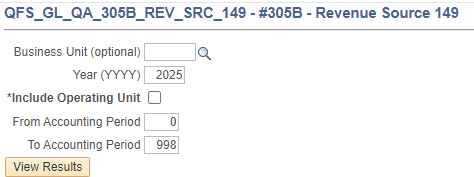 QFS_GL_QA_305B_REV_SRC_149 - #305B - Revenue Source 149
Business Unit (optional)
Year (YYYY) 2025
*Include Operating Unit
From Accounting Period 0
To Accounting Period 998
View Results